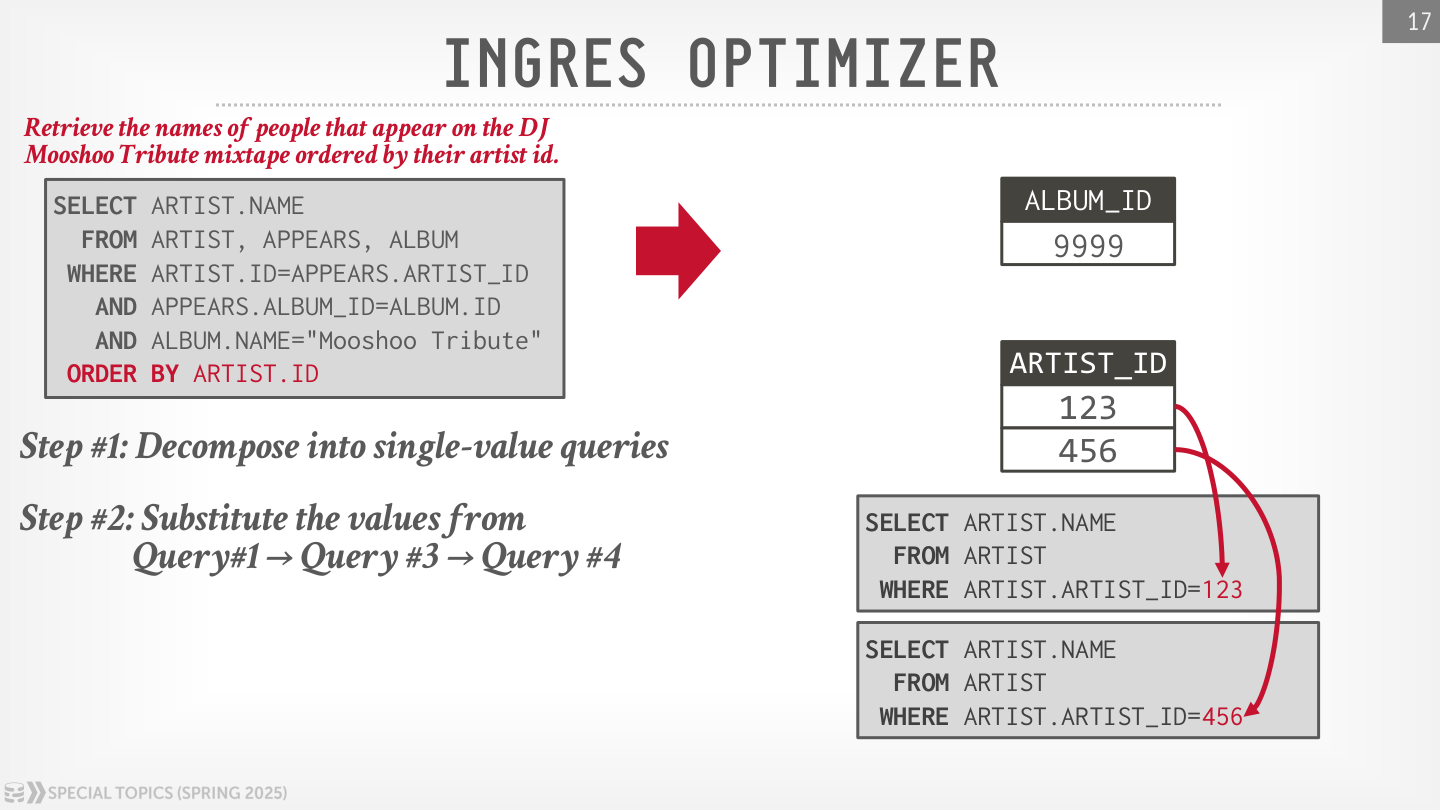 17
INGRES OPTIMIZER
Retrieve the names of people that appear on the DJ
Mooshoo Tribute mixtape ordered by their artist id.
SELECT ARTIST.NAME
FROM ARTIST, APPEARS, ALBUM
WHERE ARTIST.ID=APPEARS.ARTIST_ID
AND APPEARS.ALBUM_ID=ALBUM.ID
AND ALBUM.NAME="Mooshoo Tribute"
ORDER BY ARTIST.ID
Step #1: Decompose into single-value queries
Step #2: Substitute the values from
Query#1 → Query #3 → Query #4
ALBUM_ID
9999
ARTIST_ID
123
456
SELECT ARTIST.NAME
FROM ARTIST
WHERE ARTIST.ARTIST_ID=123
SELECT ARTIST.NAME
FROM ARTIST
WHERE ARTIST.ARTIST_ID=456
SPECIAL TOPICS (SPRING 2025)